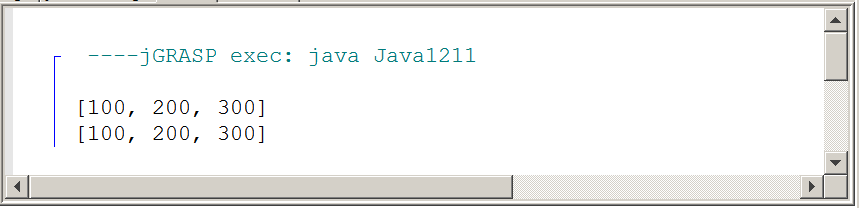 ----jGRASP exec: java Java1211
[100, 200, 300]
[100, 200, 300]